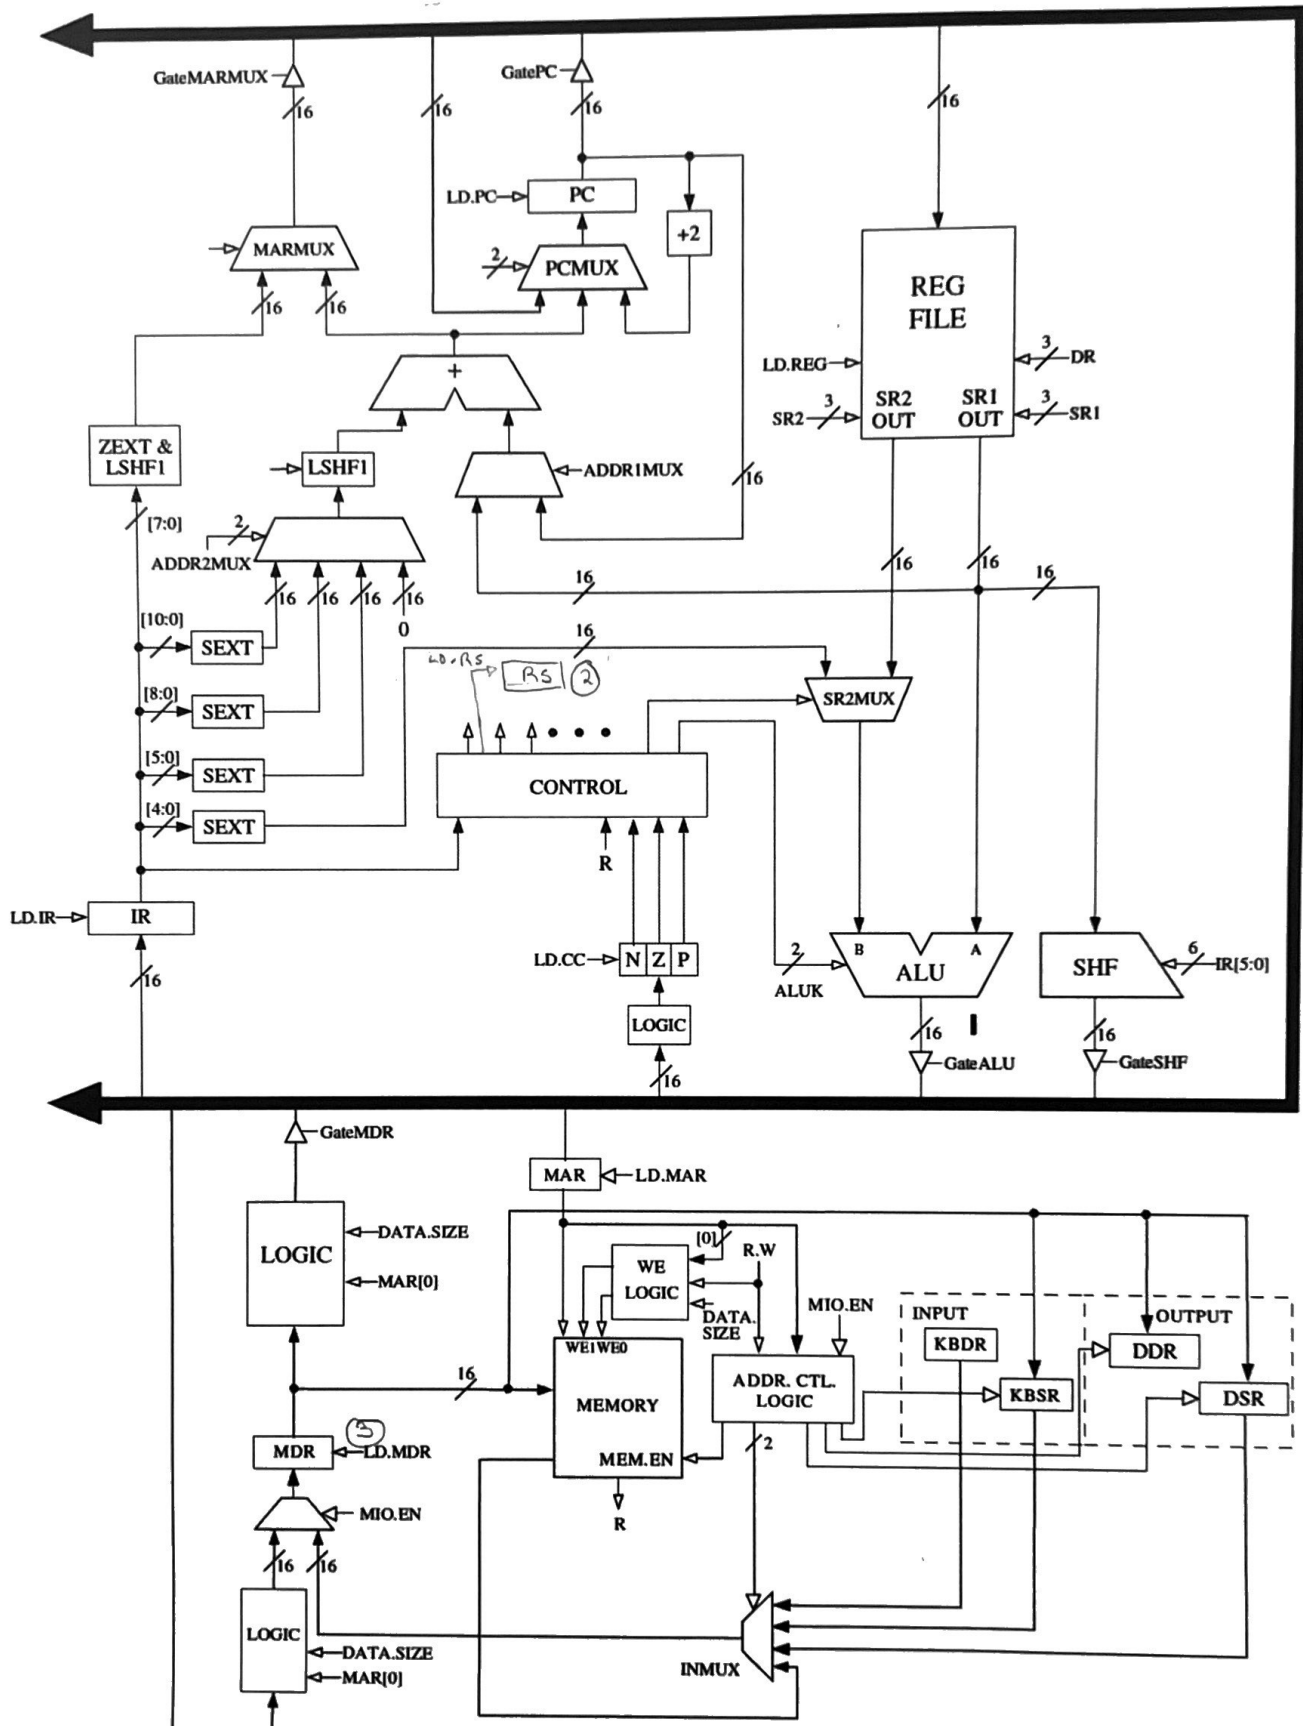 GateMARMUX
16
16
GatePC
16
16
LD.PC
PC
+2
MARMUX
2
PCMUX
16
16
REG
FILE
LD.REG
3
DR
SR2
3
SR2
OUT
SR1
OUT
3
SR1
+
ZEXT &
LSHF1
LSHF1
ADDR1MUX
16
[7:0]
2
ADDR2MUX
16
16
16
16
0
16
16
16
16
[10:0]
SEXT
16
LD.RS
RS
2
[8:0]
SEXT
SR2MUX
[5:0]
SEXT
CONTROL
[4:0]
SEXT
R
LD.IR
IR
16
LD.CC
N Z P
LOGIC
16
2
ALUK
B
A
ALU
SHF
6
IR[5:0]
16
GateALU
16
GateSHF
GateMDR
MAR
LD.MAR
LOGIC
DATA.SIZE
MAR[0]
[0]
R.W
WE
LOGIC
DATA.
SIZE
MIO.EN
INPUT
OUTPUT
KBDR
DDR
WE1 WE0
MEMORY
ADDR. CTL.
LOGIC
KBSR
DSR
16
3
MDR
LD.MDR
MEM.EN
2
R
MIO.EN
16
16
LOGIC
DATA.SIZE
MAR[0]
INMUX